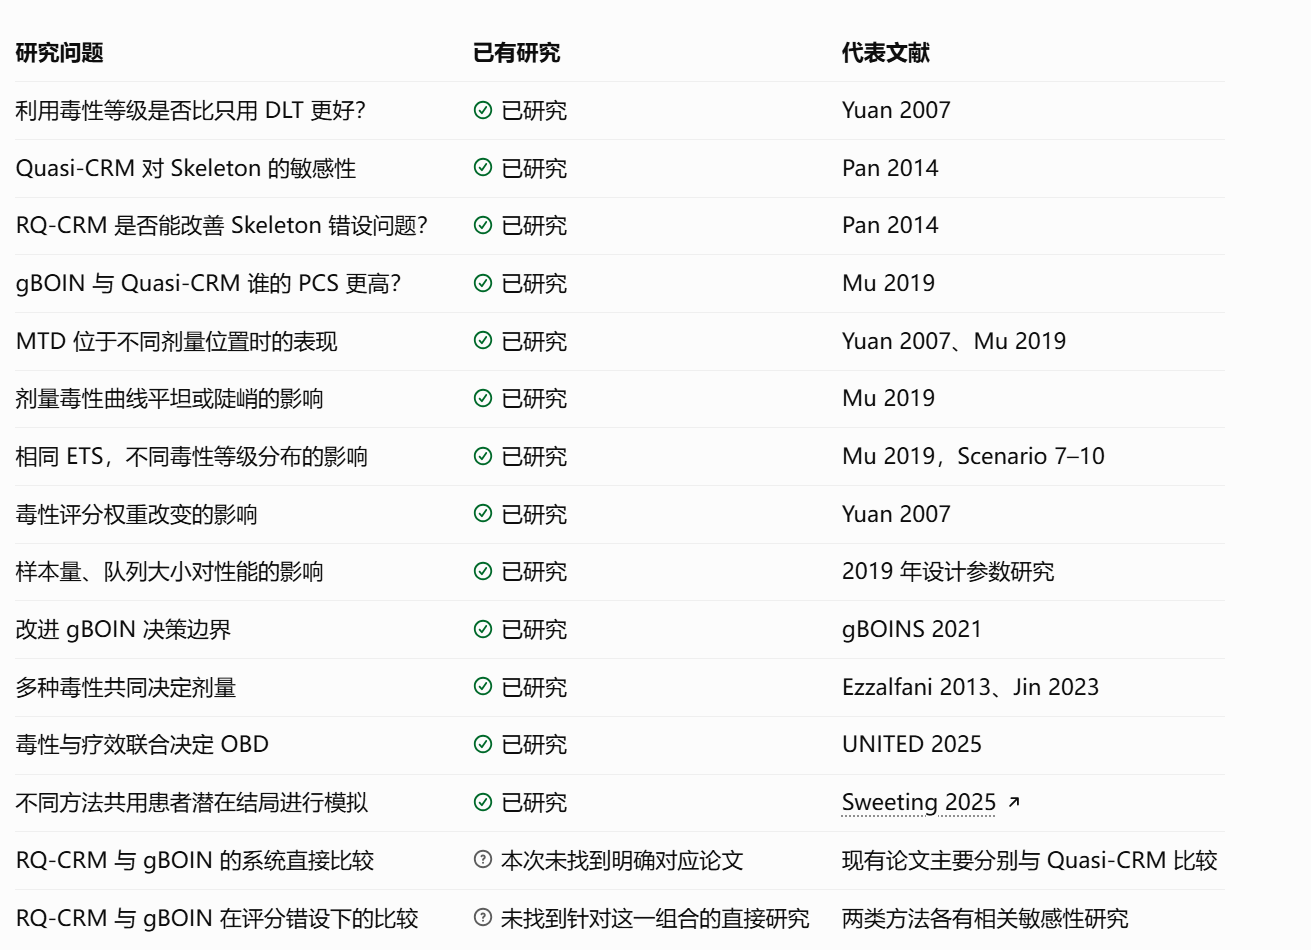 研究问题 已有研究 代表文献
利用毒性等级是否比只用 DLT 更好? 已研究 Yuan 2007
Quasi-CRM 对 Skeleton 的敏感性 已研究 Pan 2014
RQ-CRM 是否能改善 Skeleton 错设问题? 已研究 Pan 2014
gBOIN 与 Quasi-CRM 谁的 PCS 更高? 已研究 Mu 2019
MTD 位于不同剂量位置时的表现 已研究 Yuan 2007、Mu 2019
剂量毒性曲线平坦或陡峭的影响 已研究 Mu 2019
相同 ETS，不同毒性等级分布的影响 已研究 Mu 2019，Scenario 7–10
毒性评分权重改变的影响 已研究 Yuan 2007
样本量、队列大小对性能的影响 已研究 2019 年设计参数研究
改进 gBOIN 决策边界 已研究 gBOINS 2021
多种毒性共同决定剂量 已研究 Ezzalfani 2013、Jin 2023
毒性与疗效联合决定 OBD 已研究 UNITED 2025
不同方法共用患者潜在结局进行模拟 已研究 Sweeting 2025
RQ-CRM 与 gBOIN 的系统直接比较 本次未找到明确对应论文 现有论文主要分别与 Quasi-CRM 比较
RQ-CRM 与 gBOIN 在评分错设下的比较 未找到针对这一组合的直接研究 两类方法各有相关敏感性研究